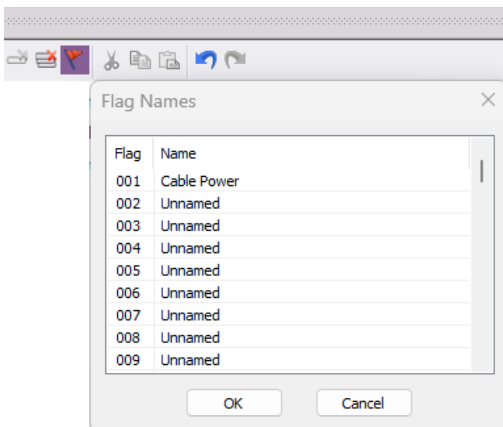 Flag Names
Flag Name
001 Cable Power
002 Unnamed
003 Unnamed
004 Unnamed
005 Unnamed
006 Unnamed
007 Unnamed
008 Unnamed
009 Unnamed
OK Cancel